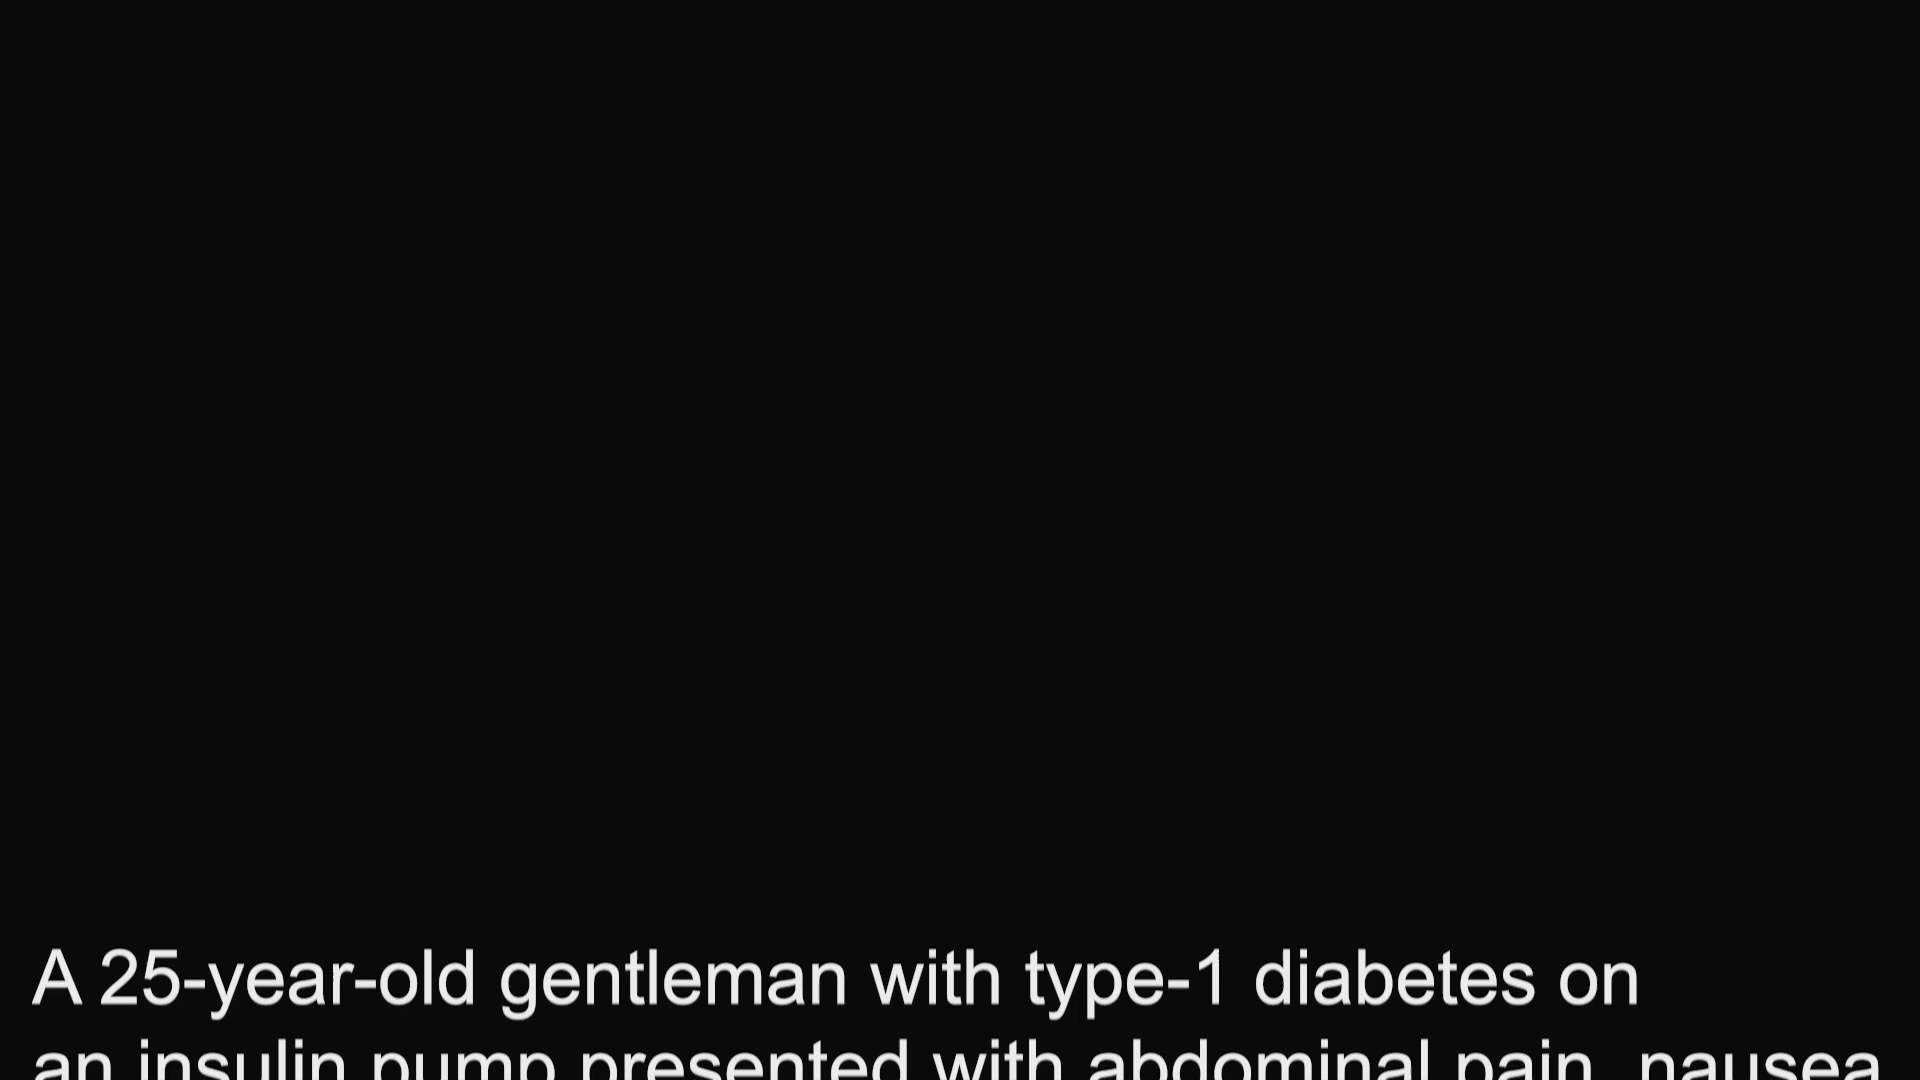 A 25-year-old gentleman with type-1 diabetes on
an insulin pump presented with abdominal pain, nausea